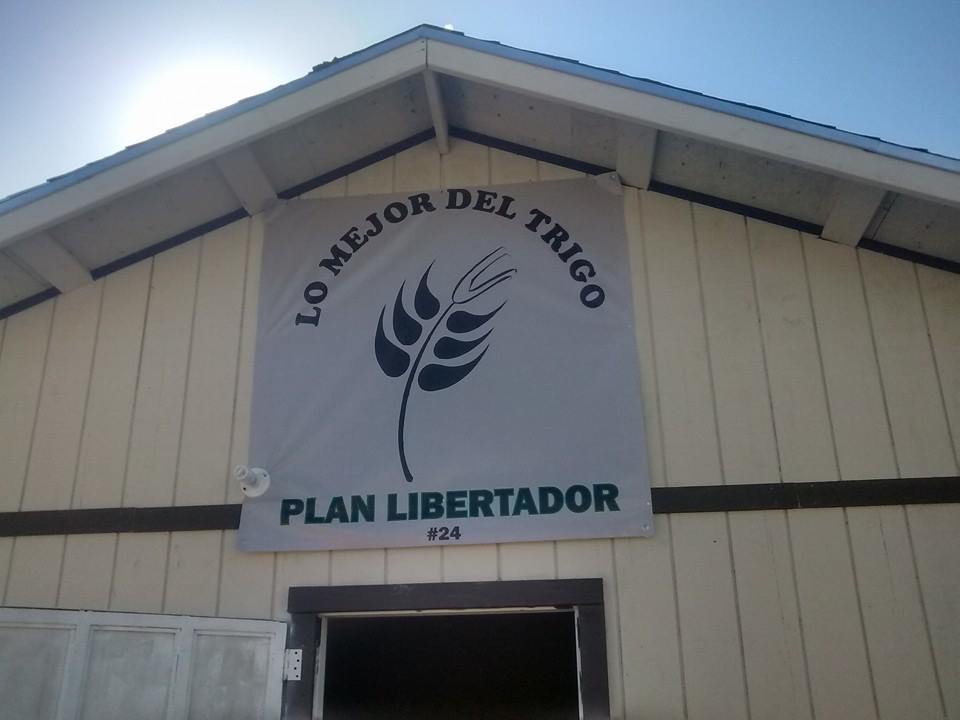 LO MEJOR DEL TRIGO
PLAN LIBERTADOR
#24